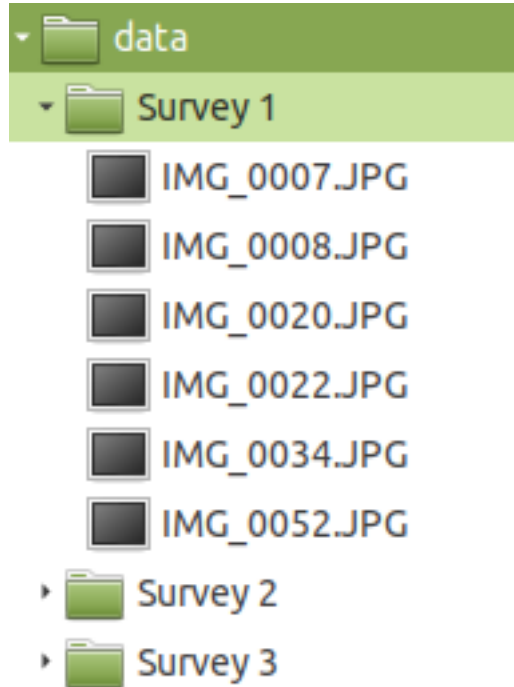 data
Survey 1
IMG_0007.JPG
IMG_0008.JPG
IMG_0020.JPG
IMG_0022.JPG
IMG_0034.JPG
IMG_0052.JPG
Survey 2
Survey 3